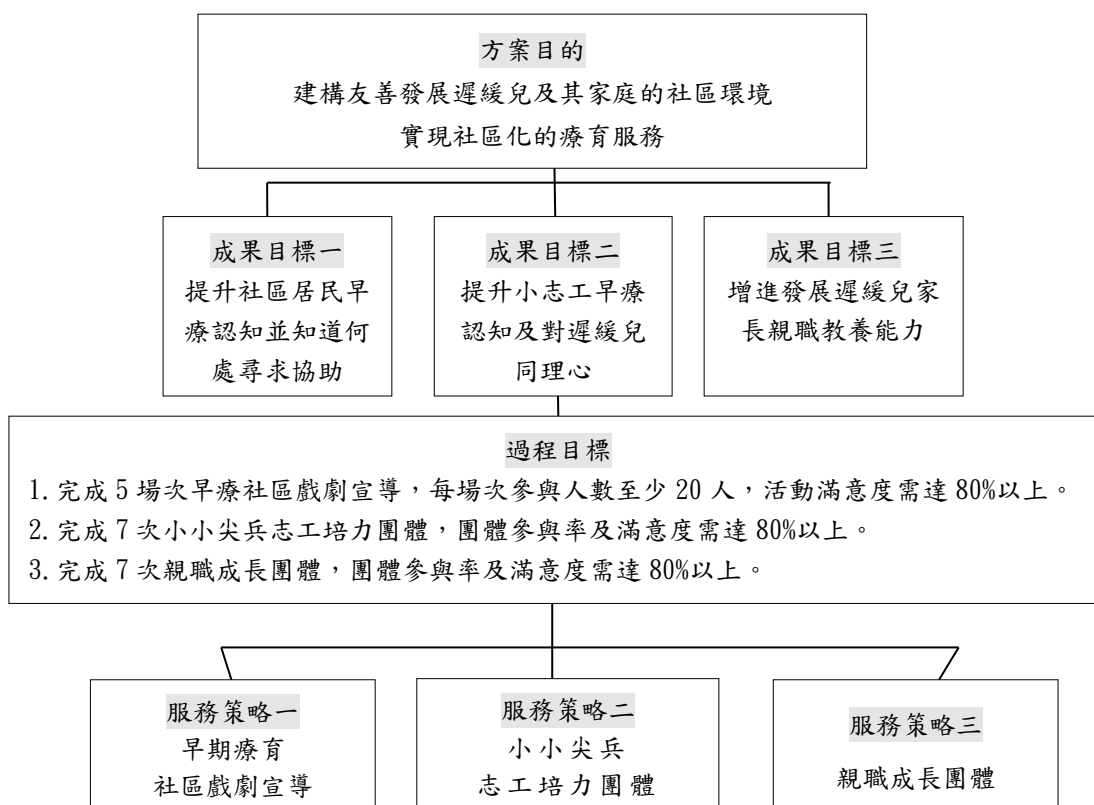 方案目的
建構友善發展遲緩兒及其家庭的社區環境
實現社區化的療育服務
成果目標一
提升社區居民早
療認知並知道何
處尋求協助
成果目標二
提升小志工早療
認知及對遲緩兒
同理心
成果目標三
增進發展遲緩兒家
長親職教養能力
過程目標
1. 完成 5 場次早療社區戲劇宣導，每場次參與人數至少 20 人，活動滿意度需達 80%以上。
2. 完成 7 次小小尖兵志工培力團體，團體參與率及滿意度需達 80%以上。
3. 完成 7 次親職成長團體，團體參與率及滿意度需達 80%以上。
服務策略一
早期療育
社區戲劇宣導
服務策略二
小小尖兵
志工培力團體
服務策略三
親職成長團體